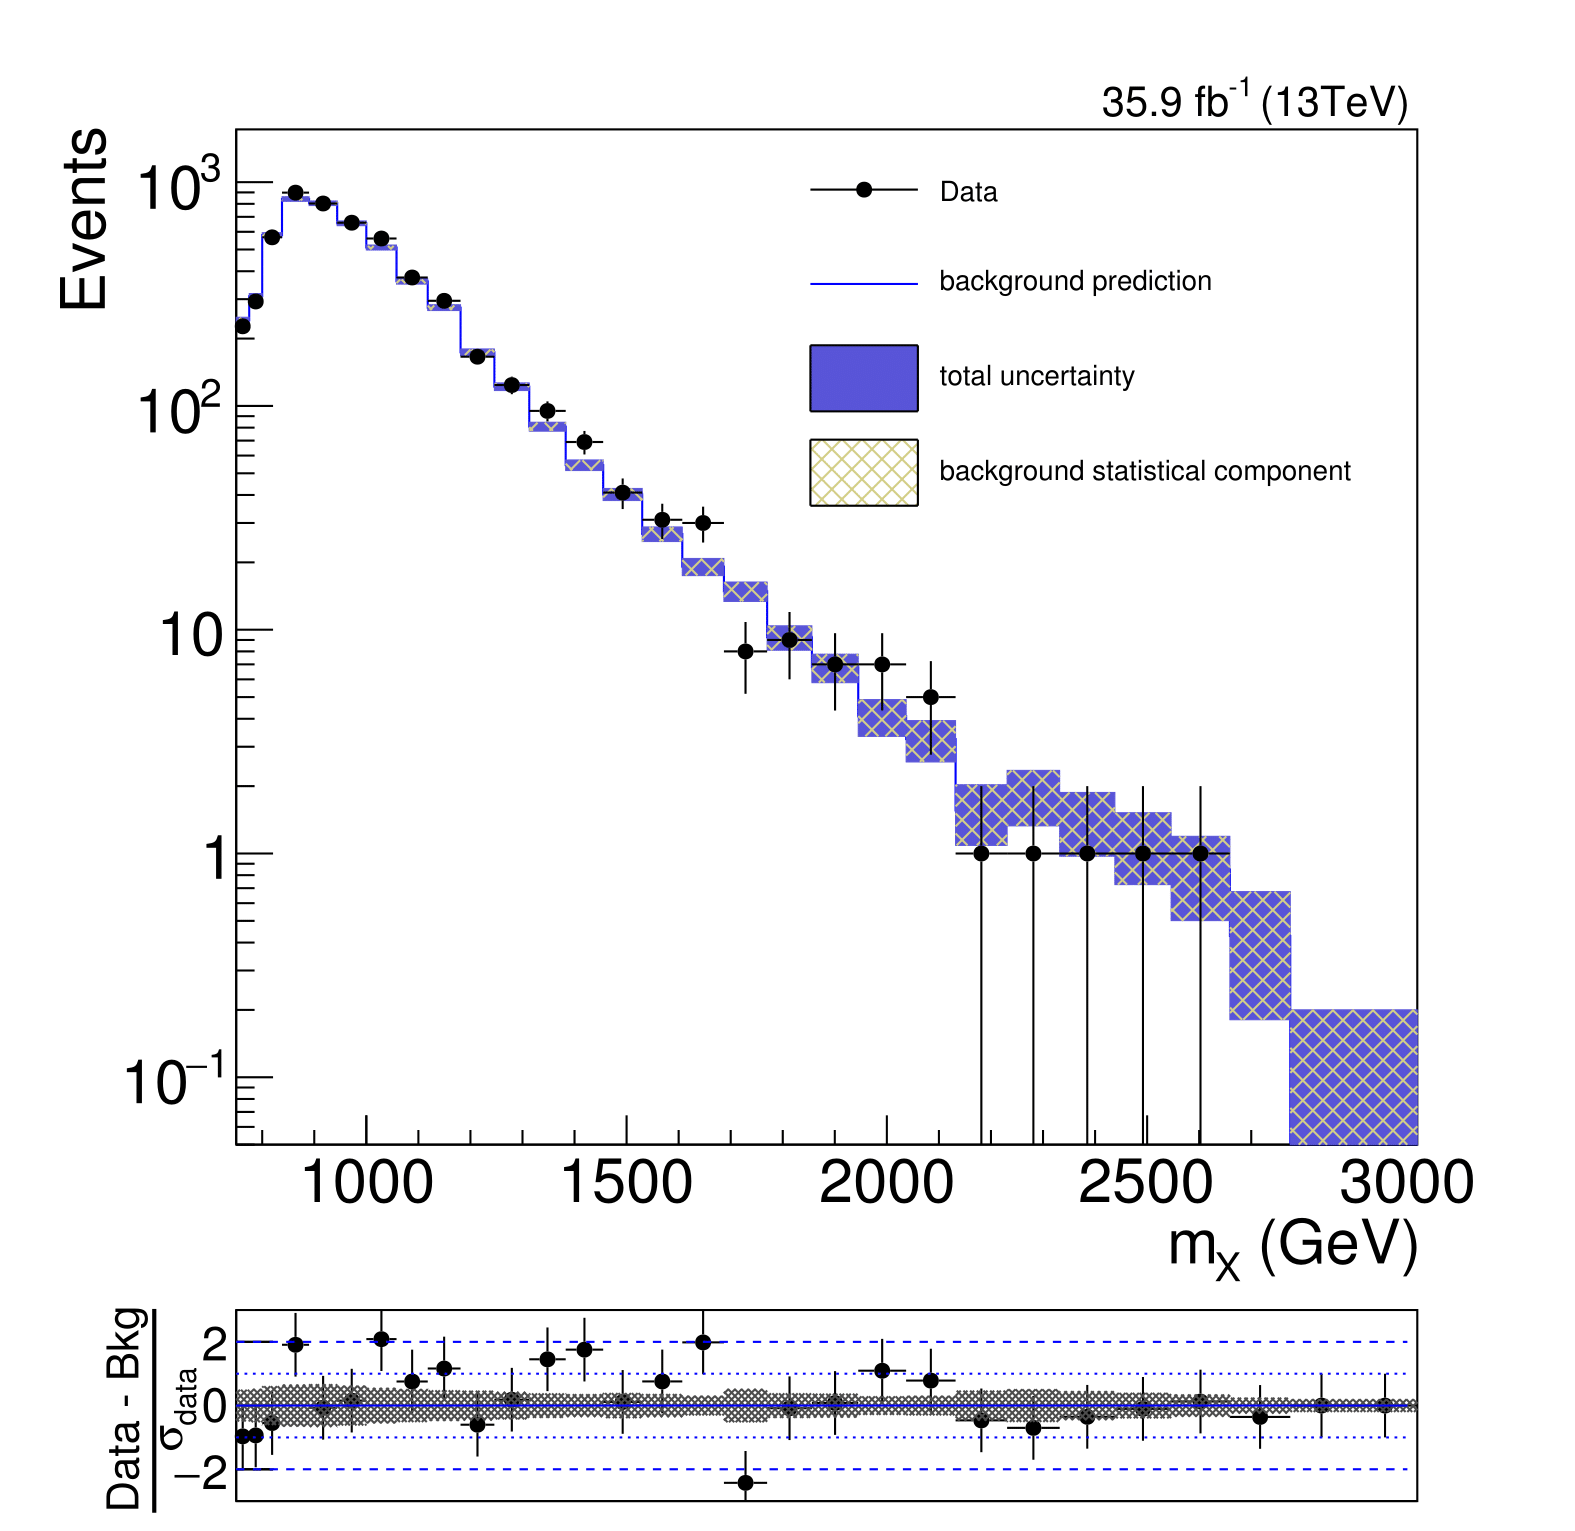 35.9 fb⁻¹ (13TeV)
Events
10³
10²
10
1
10⁻¹
Data
background prediction
total uncertainty
background statistical component
1000 1500 2000 2500 3000
m_X (GeV)
Data - Bkg
σ_data
2
0
−2